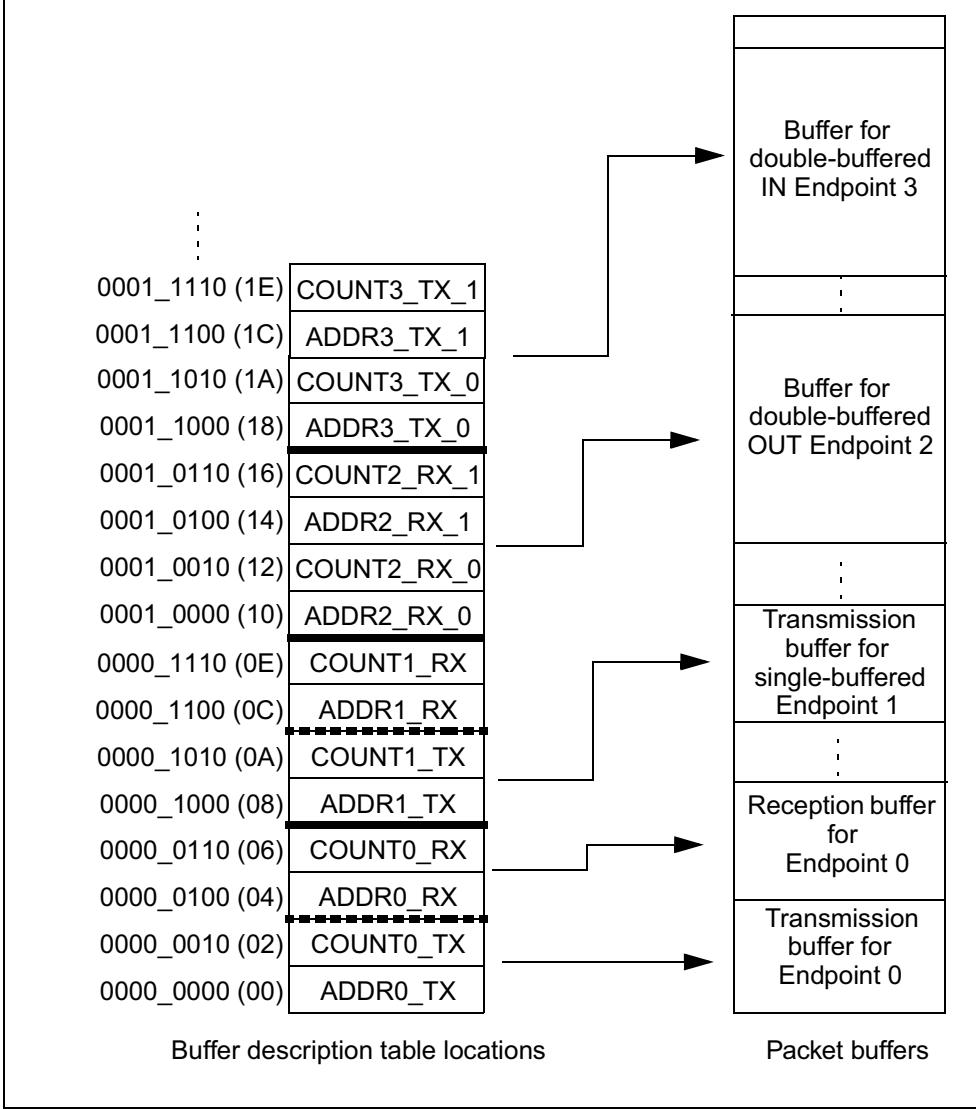 Buffer for
double-buffered
IN Endpoint 3
0001_1110 (1E) COUNT3_TX_1
0001_1100 (1C) ADDR3_TX_1
0001_1010 (1A) COUNT3_TX_0
0001_1000 (18) ADDR3_TX_0
0001_0110 (16) COUNT2_RX_1
0001_0100 (14) ADDR2_RX_1
0001_0010 (12) COUNT2_RX_0
0001_0000 (10) ADDR2_RX_0
0000_1110 (0E) COUNT1_RX
0000_1100 (0C) ADDR1_RX
0000_1010 (0A) COUNT1_TX
0000_1000 (08) ADDR1_TX
0000_0110 (06) COUNT0_RX
0000_0100 (04) ADDR0_RX
0000_0010 (02) COUNT0_TX
0000_0000 (00) ADDR0_TX
Buffer for
double-buffered
OUT Endpoint 2
Transmission
buffer for
single-buffered
Endpoint 1
Reception buffer
for
Endpoint 0
Transmission
buffer for
Endpoint 0
Buffer description table locations
Packet buffers